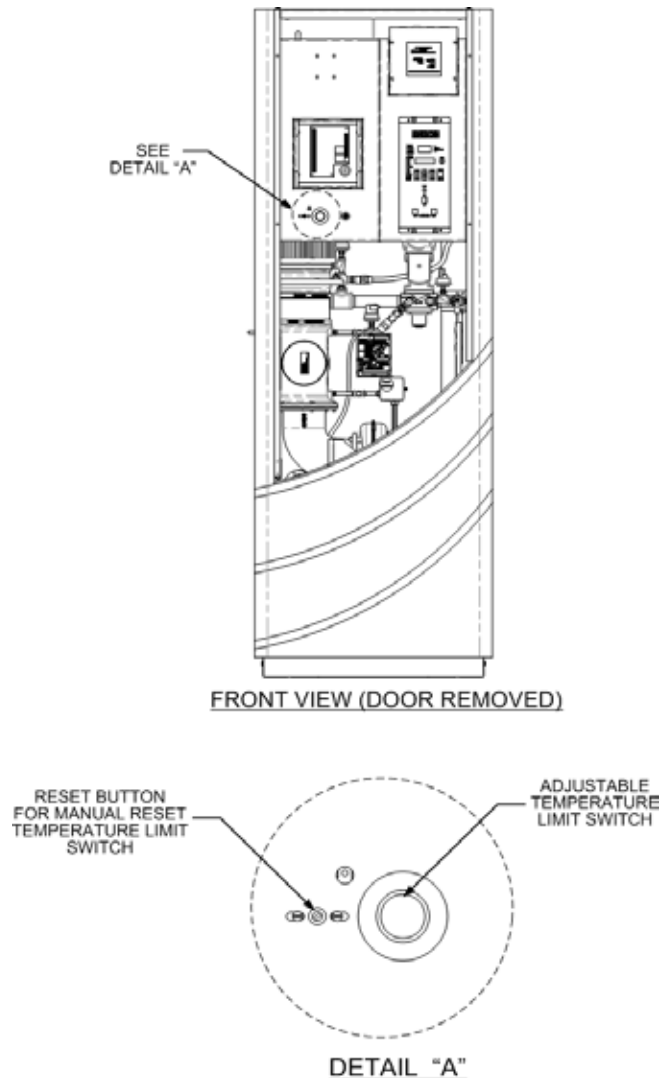 SEE
DETAIL "A"
FRONT VIEW (DOOR REMOVED)
RESET BUTTON
FOR MANUAL RESET
TEMPERATURE LIMIT
SWITCH
ADJUSTABLE
TEMPERATURE
LIMIT SWITCH
DETAIL "A"